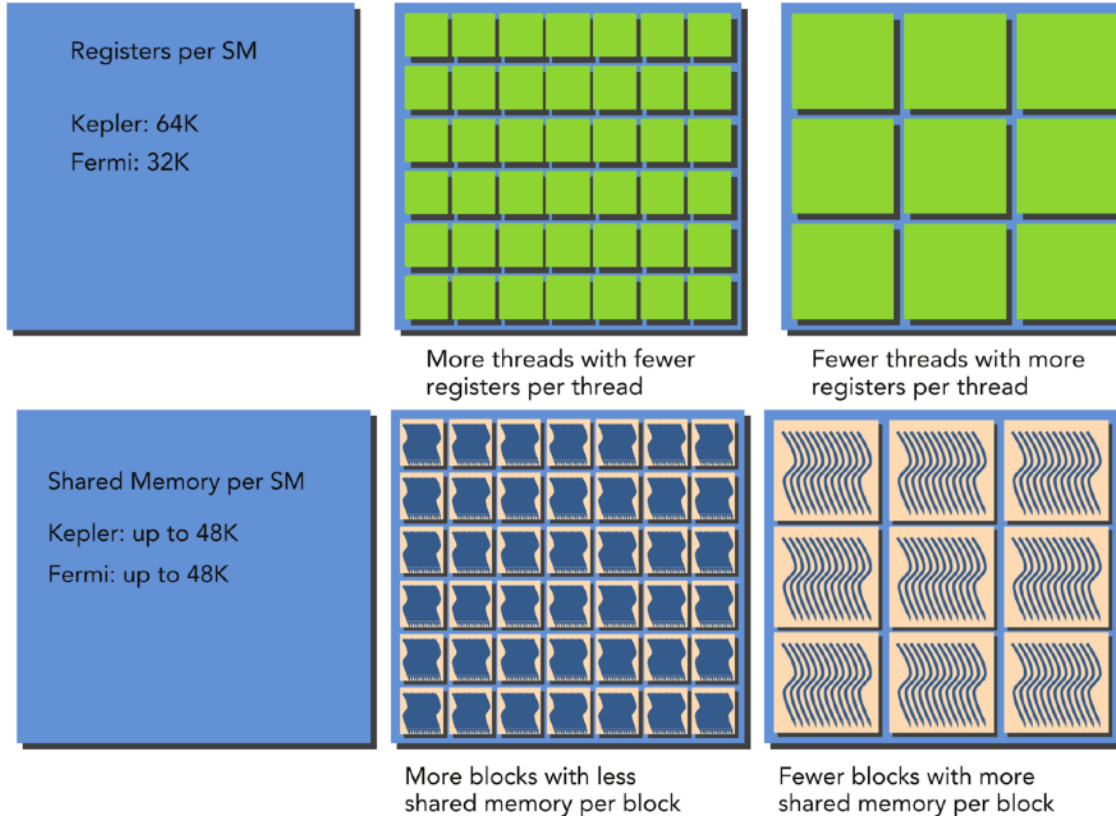 Registers per SM
Kepler: 64K
Fermi: 32K
More threads with fewer
registers per thread
Fewer threads with more
registers per thread
Shared Memory per SM
Kepler: up to 48K
Fermi: up to 48K
More blocks with less
shared memory per block
Fewer blocks with more
shared memory per block